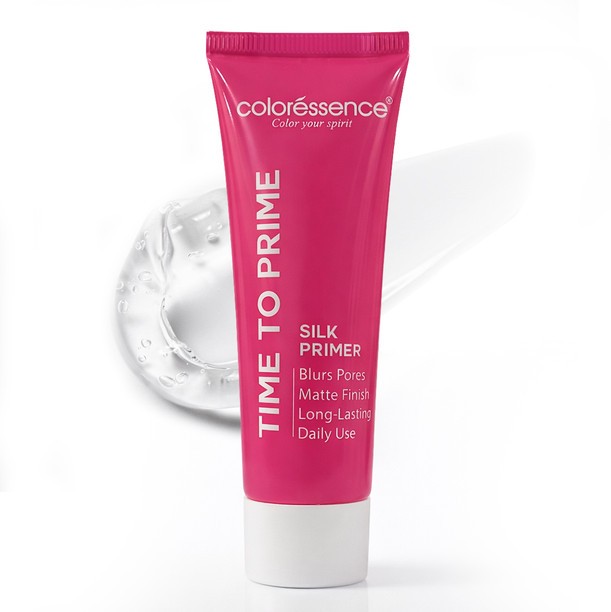 coloréssence®
Color your spirit
TIME TO PRIME
SILK
PRIMER
Blurs Pores
Matte Finish
Long-Lasting
Daily Use